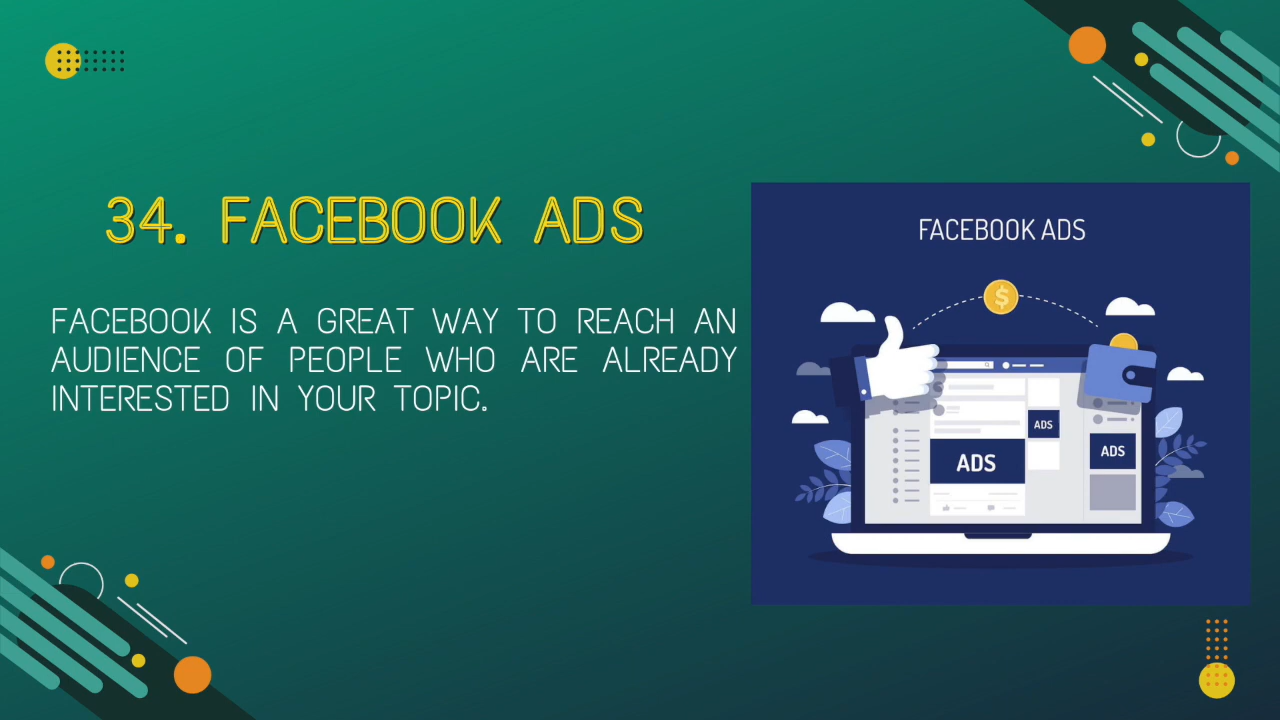 34. FACEBOOK ADS
FACEBOOK IS A GREAT WAY TO REACH AN
AUDIENCE OF PEOPLE WHO ARE ALREADY
INTERESTED IN YOUR TOPIC.
FACEBOOK ADS
$
ADS
ADS
ADS